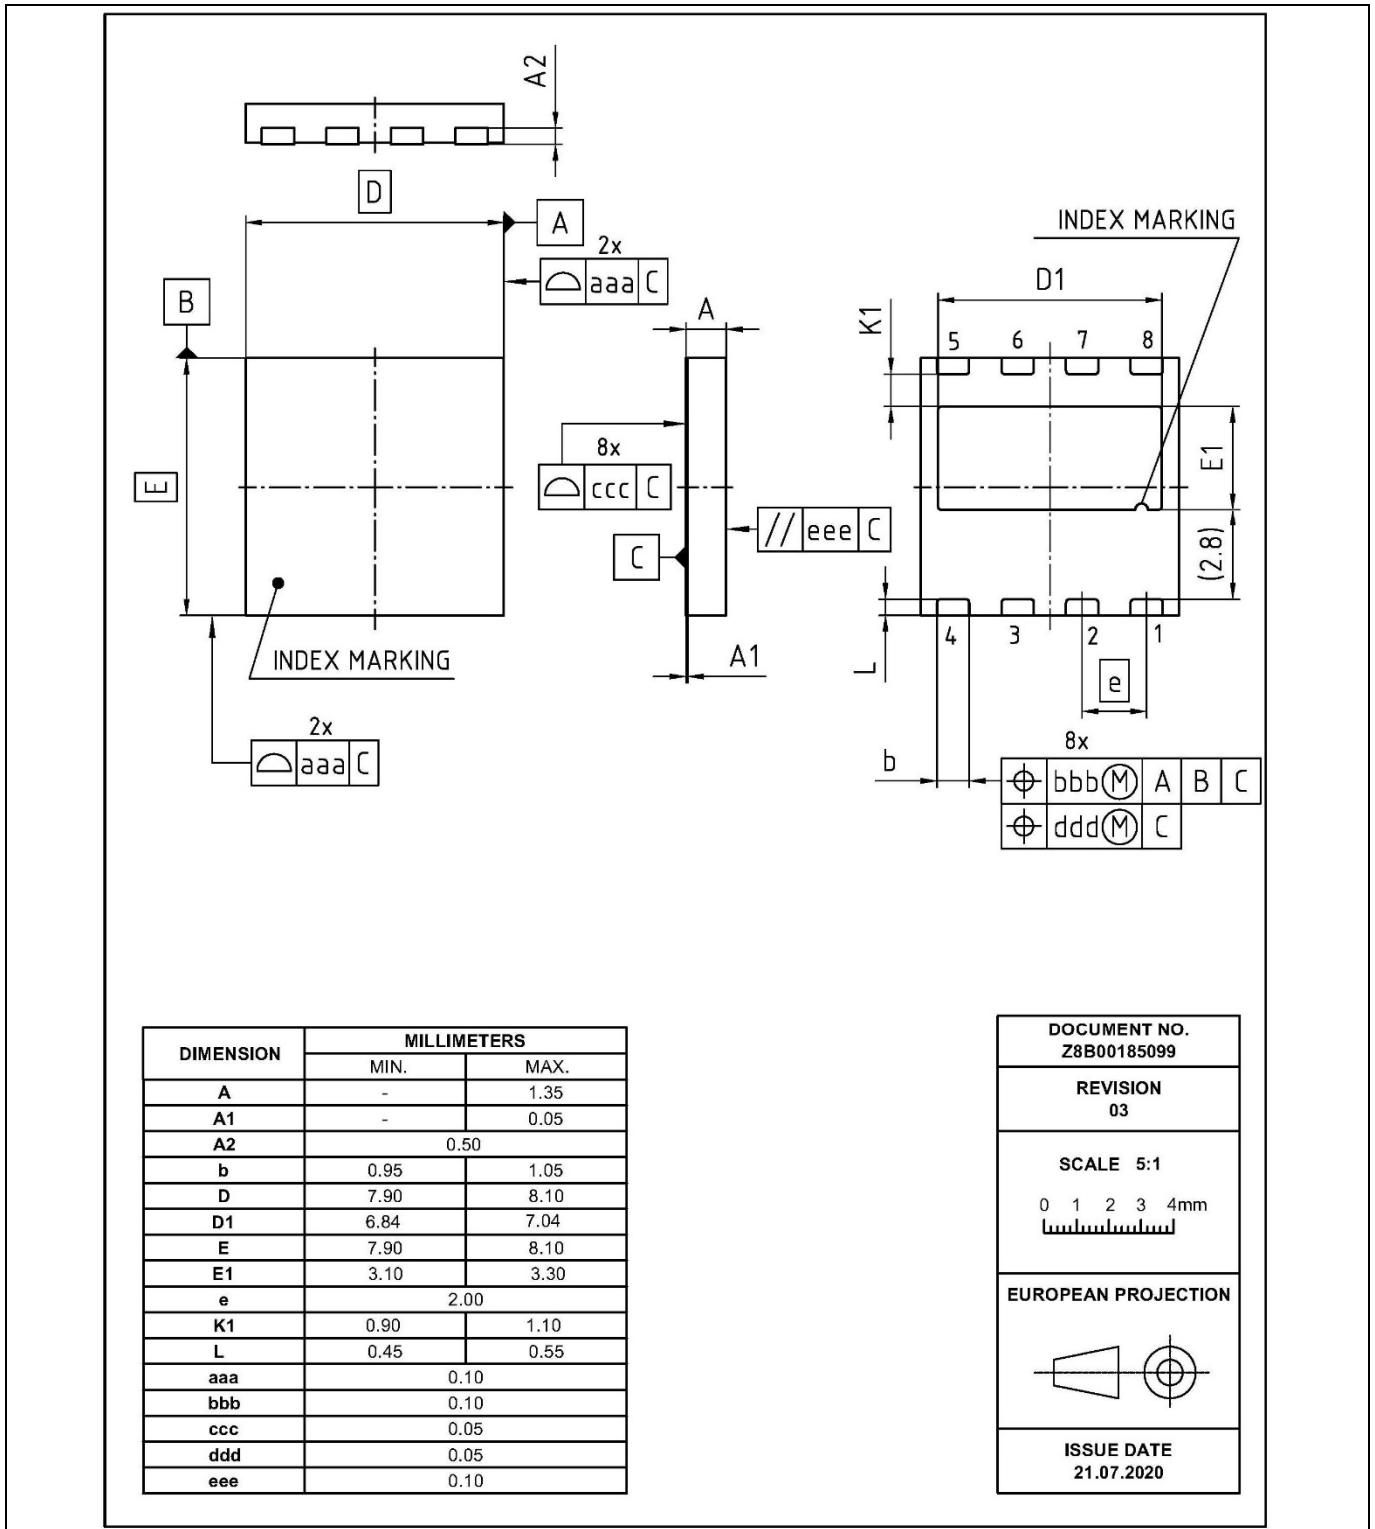 A2
D
A
2x
aaa C
B
INDEX MARKING
D1
A
K1
5 6 7 8
8x
ccc C
E
E1
// eee C
C
(2.8)
INDEX MARKING
A1
L
4 3 2 1
e
2x
aaa C
b
8x
bbb Ⓜ A B C
ddd Ⓜ C
DIMENSION MILLIMETERS
MIN. MAX.
A - 1.35
A1 - 0.05
A2 0.50
b 0.95 1.05
D 7.90 8.10
D1 6.84 7.04
E 7.90 8.10
E1 3.10 3.30
e 2.00
K1 0.90 1.10
L 0.45 0.55
aaa 0.10
bbb 0.10
ccc 0.05
ddd 0.05
eee 0.10
DOCUMENT NO.
Z8B00185099
REVISION
03
SCALE 5:1
0 1 2 3 4mm
EUROPEAN PROJECTION
ISSUE DATE
21.07.2020